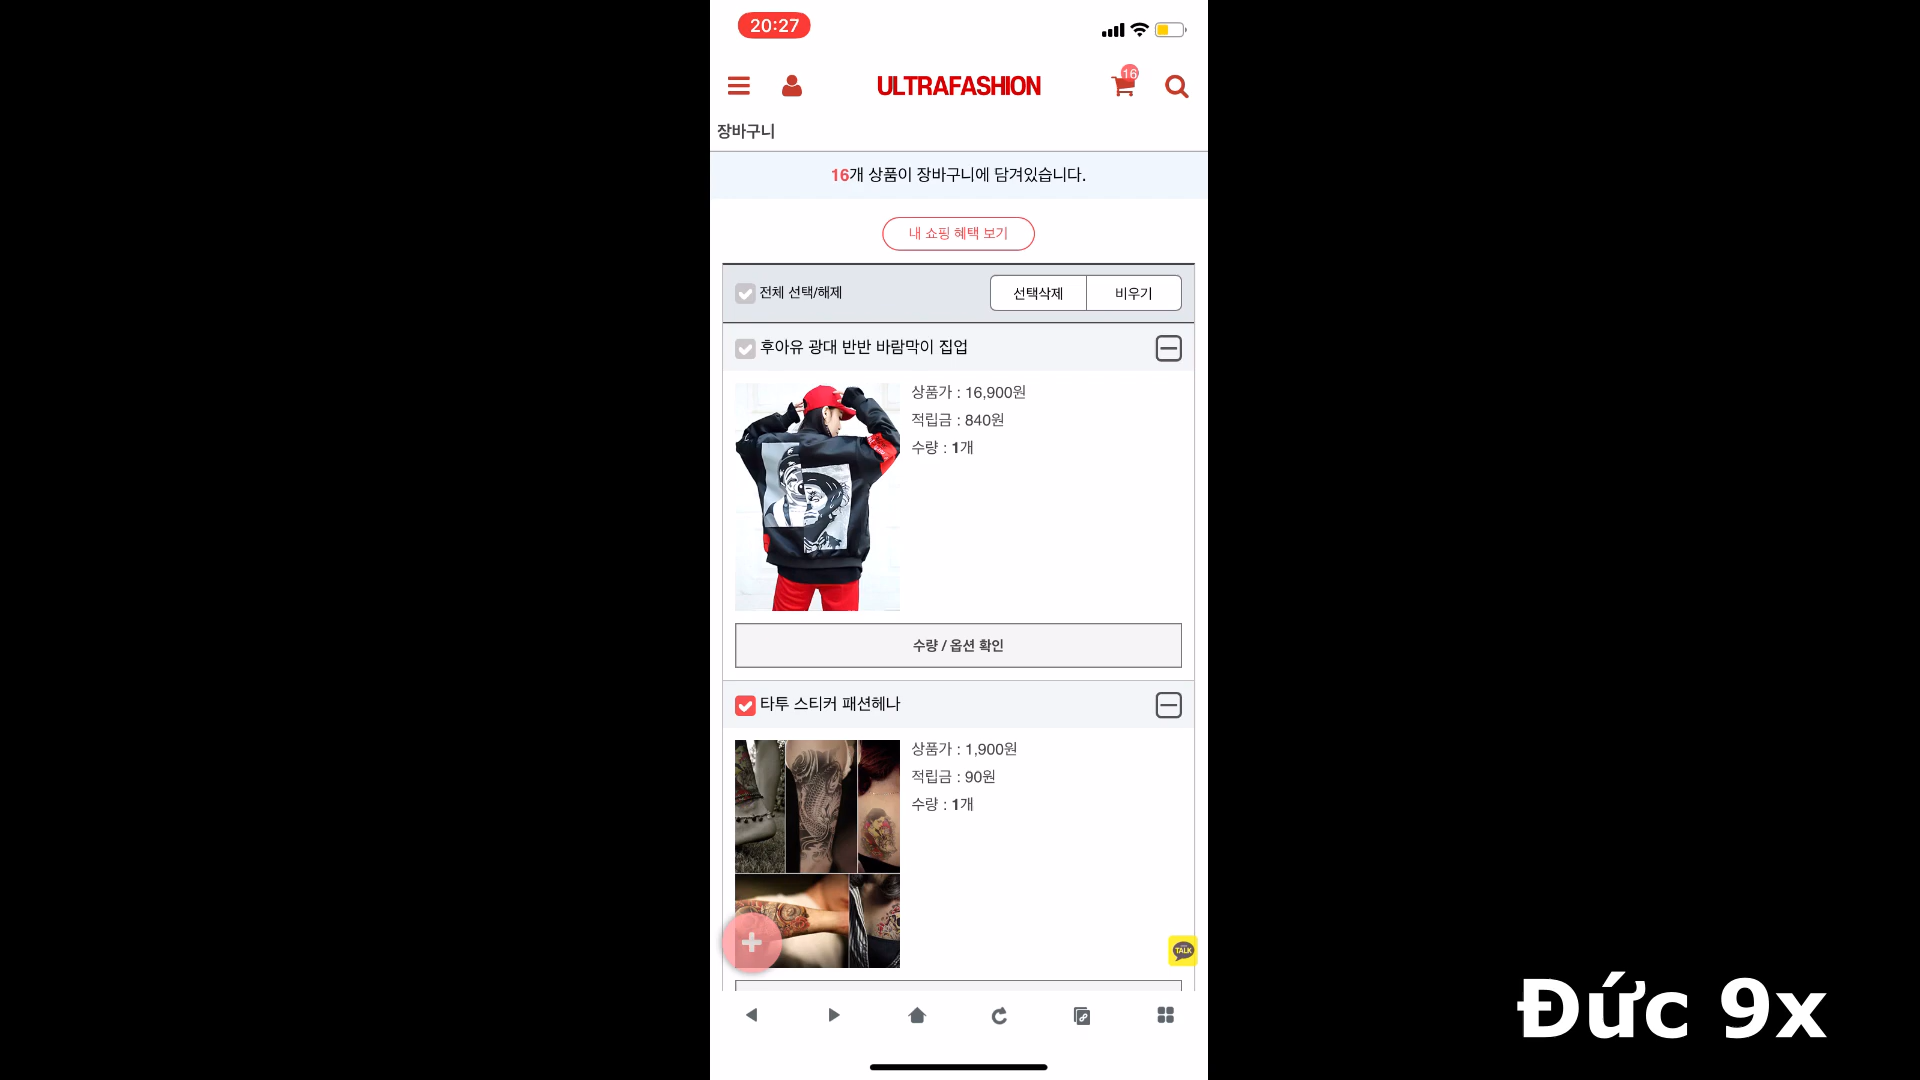 20:27
ULTRAFASHION
16
장바구니
16개 상품이 장바구니에 담겨있습니다.
내 쇼핑 혜택 보기
전체 선택/해제
선택삭제
비우기
후아유 광대 반반 바람막이 집업
상품가 : 16,900원
적립금 : 840원
수량 : 1개
수량 / 옵션 확인
타투 스티커 패션헤나
상품가 : 1,900원
적립금 : 90원
수량 : 1개
TALK
Đức 9x